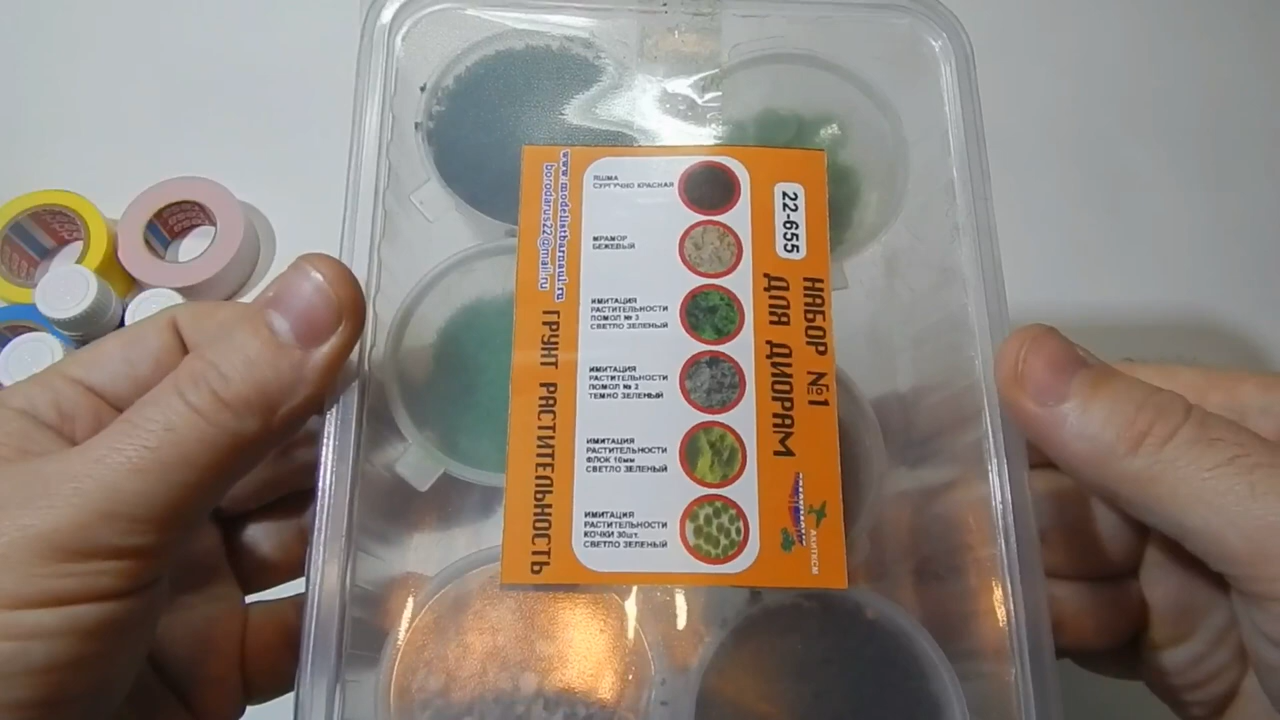 22-655
НАБОР №1
ДЛЯ ДИОРАМ
ЯШМА
СУРГУЧНО КРАСНАЯ
МРАМОР
БЕЖЕВЫЙ
ИМИТАЦИЯ
РАСТИТЕЛЬНОСТИ
ПОМОЛ № 3
СВЕТЛО ЗЕЛЕНЫЙ
ИМИТАЦИЯ
РАСТИТЕЛЬНОСТИ
ПОМОЛ № 2
ТЕМНО ЗЕЛЕНЫЙ
ИМИТАЦИЯ
РАСТИТЕЛЬНОСТИ
ФЛОК 10мм
СВЕТЛО ЗЕЛЕНЫЙ
ИМИТАЦИЯ
РАСТИТЕЛЬНОСТИ
КОЧКИ 30шт.
СВЕТЛО ЗЕЛЕНЫЙ
www.modelistbarnaul.ru
borodarus22@mail.ru
ГРУНТ РАСТИТЕЛЬНОСТЬ